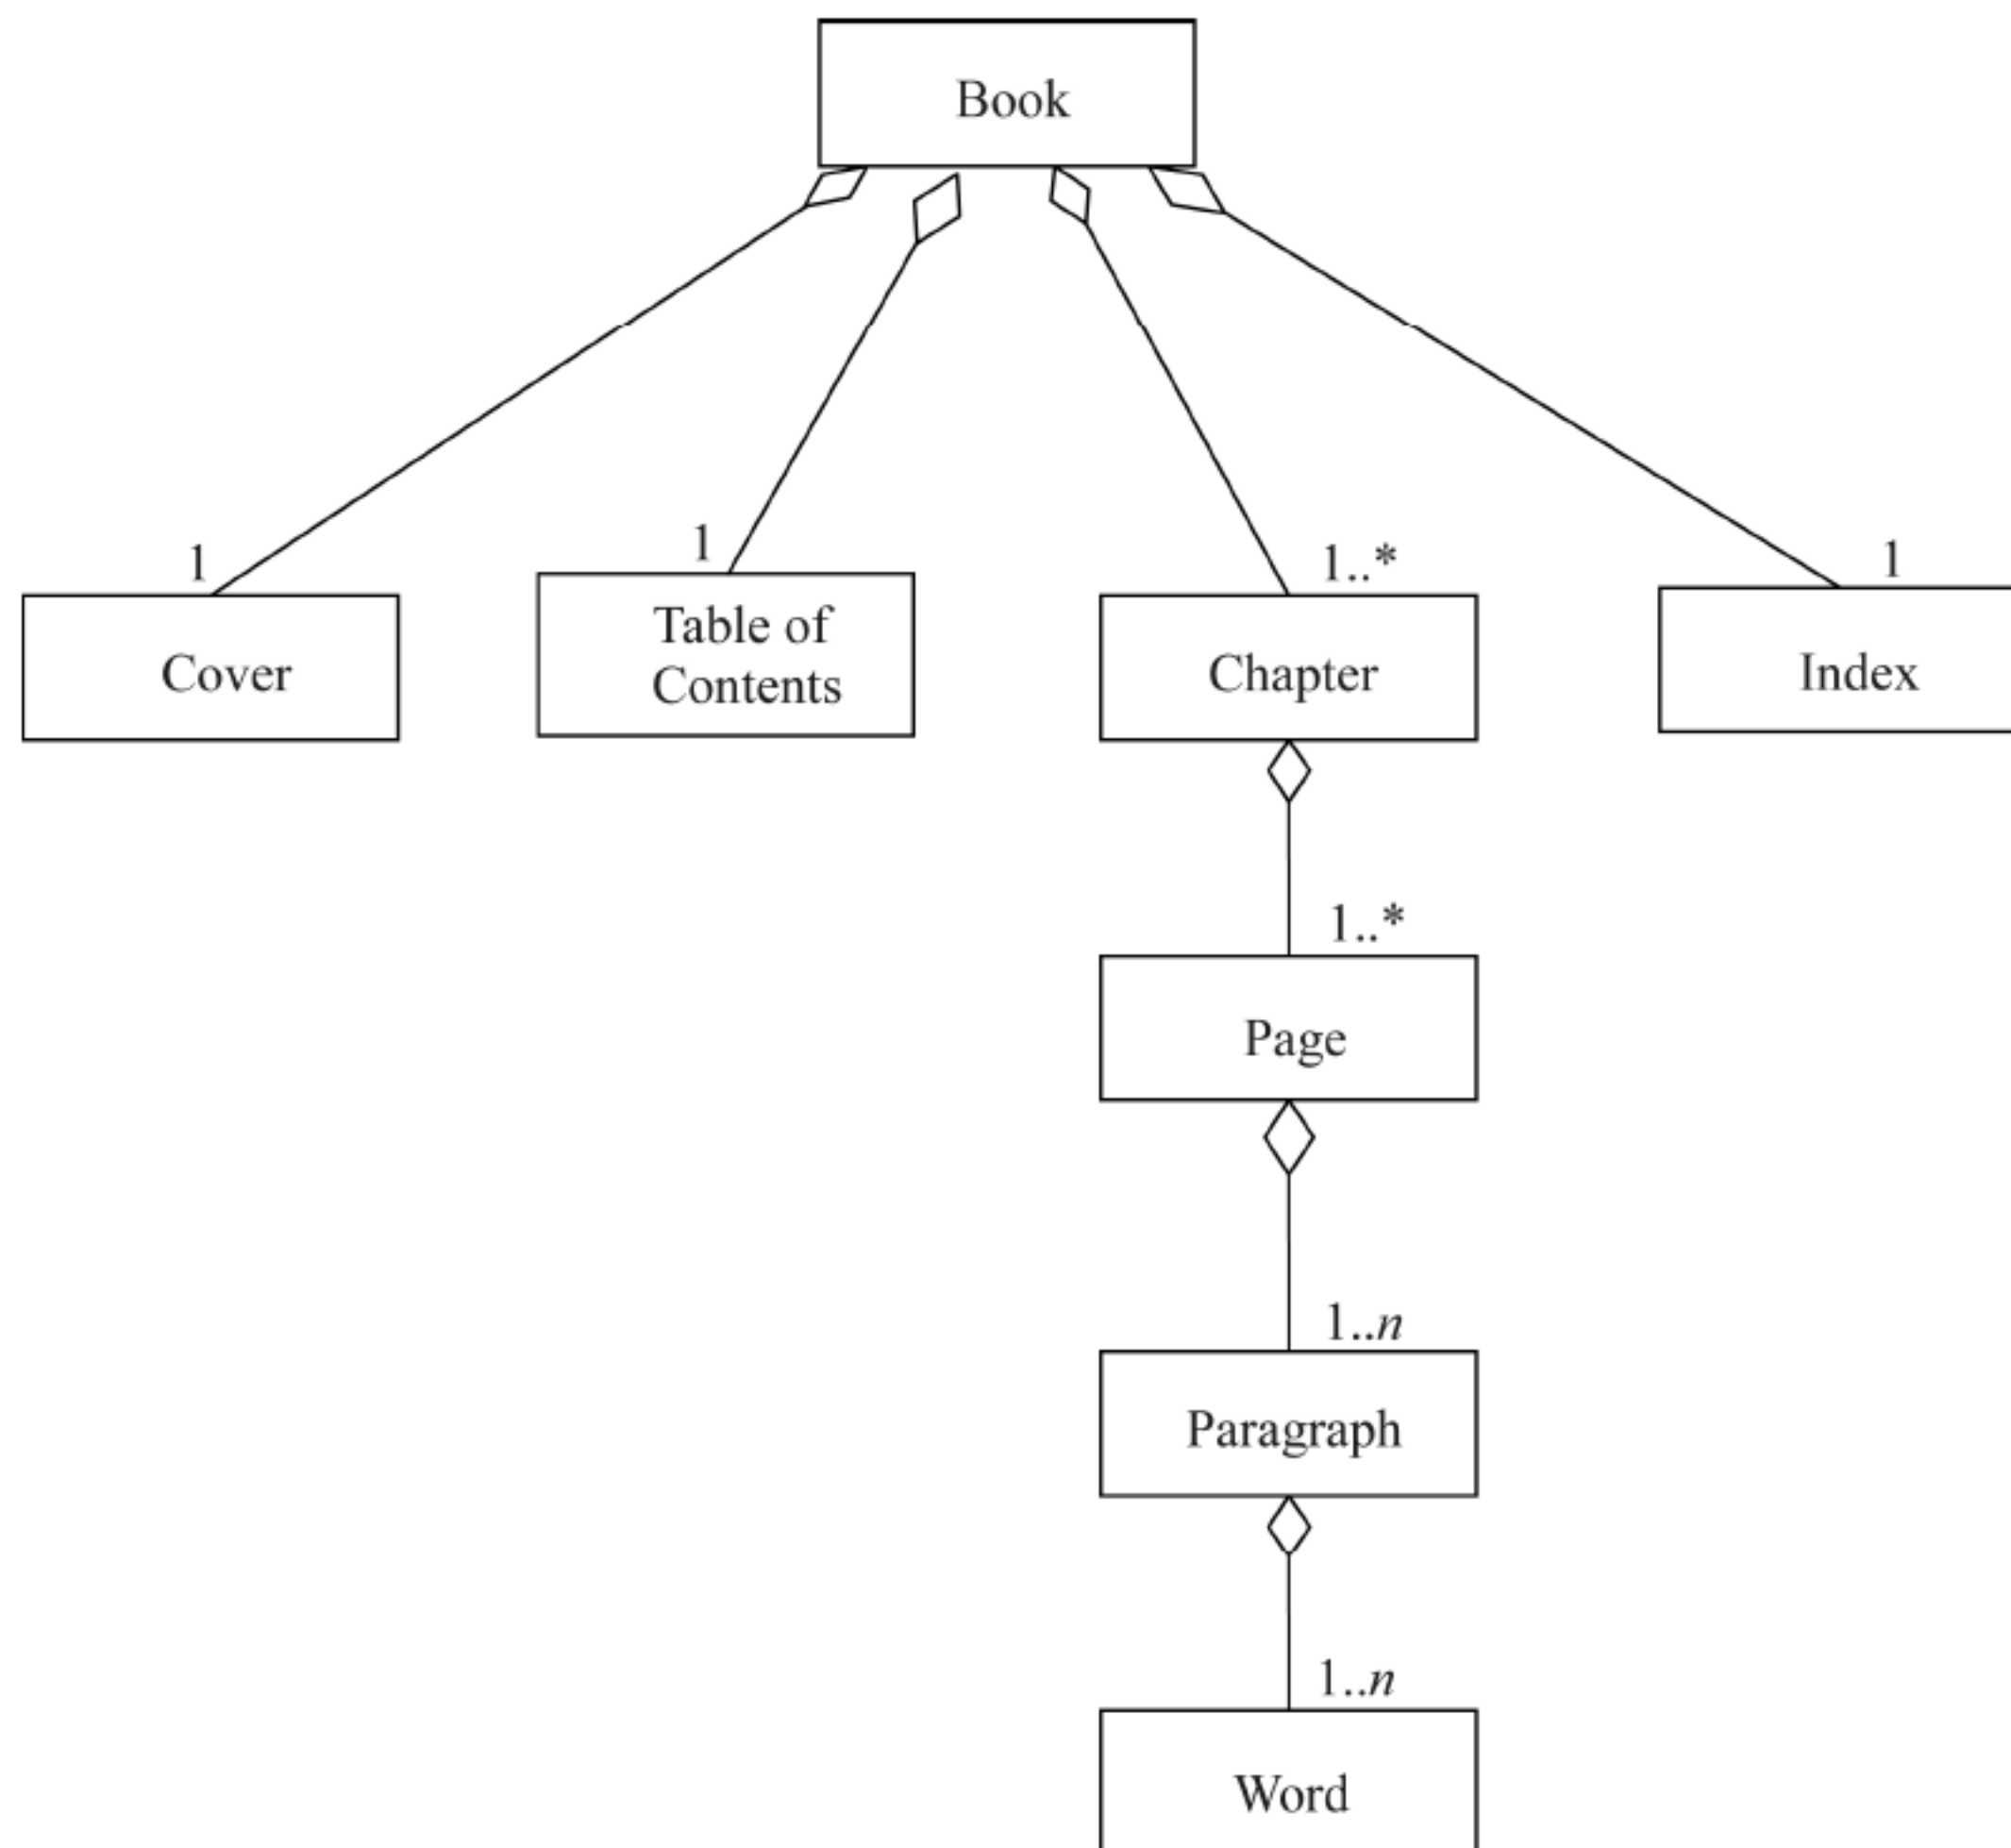 Book
1
1
1..*
1
Cover
Table of
Contents
Chapter
Index
1..*
Page
1..n
Paragraph
1..n
Word